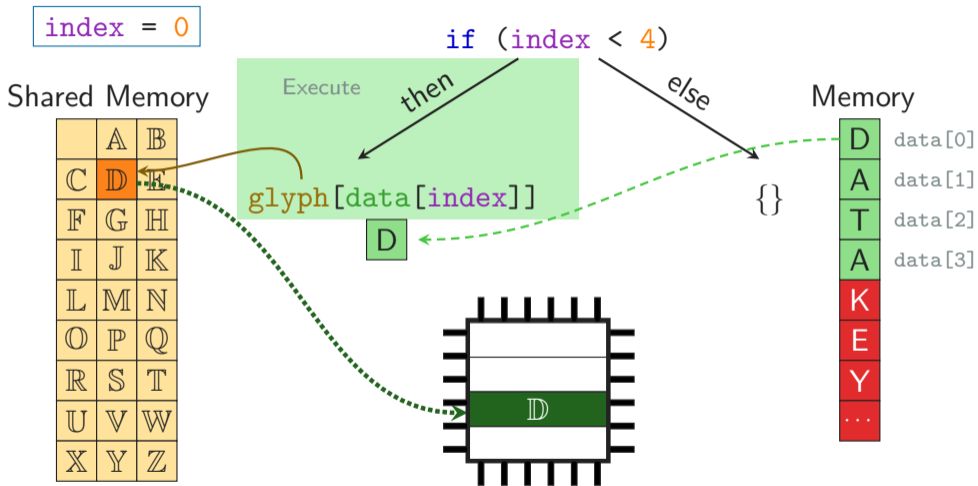 index = 0
if (index < 4)
Execute
then
else
Shared Memory
𝔸 𝔹
ℂ 𝔻 𝔼
𝔽 𝔾 ℍ
𝕀 𝕁 𝕂
𝕃 𝕄 ℕ
𝕆 ℙ ℚ
ℝ 𝕊 𝕋
𝕌 𝕍 𝕎
𝕏 𝕐 ℤ
glyph[data[index]]
D
{}
𝔻
Memory
D data[0]
A data[1]
T data[2]
A data[3]
K
E
Y
...